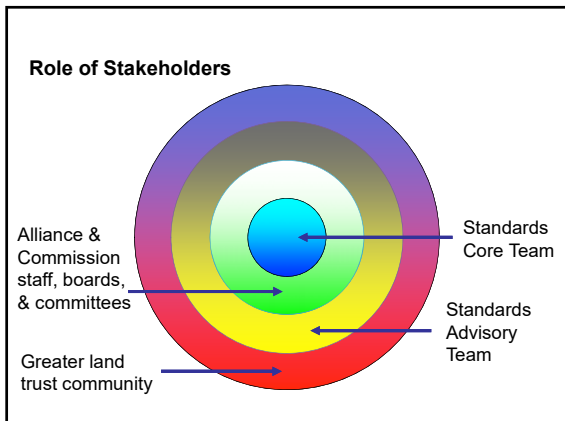 Role of Stakeholders
Alliance &
Commission
staff, boards,
& committees
Greater land
trust community
Standards
Core Team
Standards
Advisory
Team